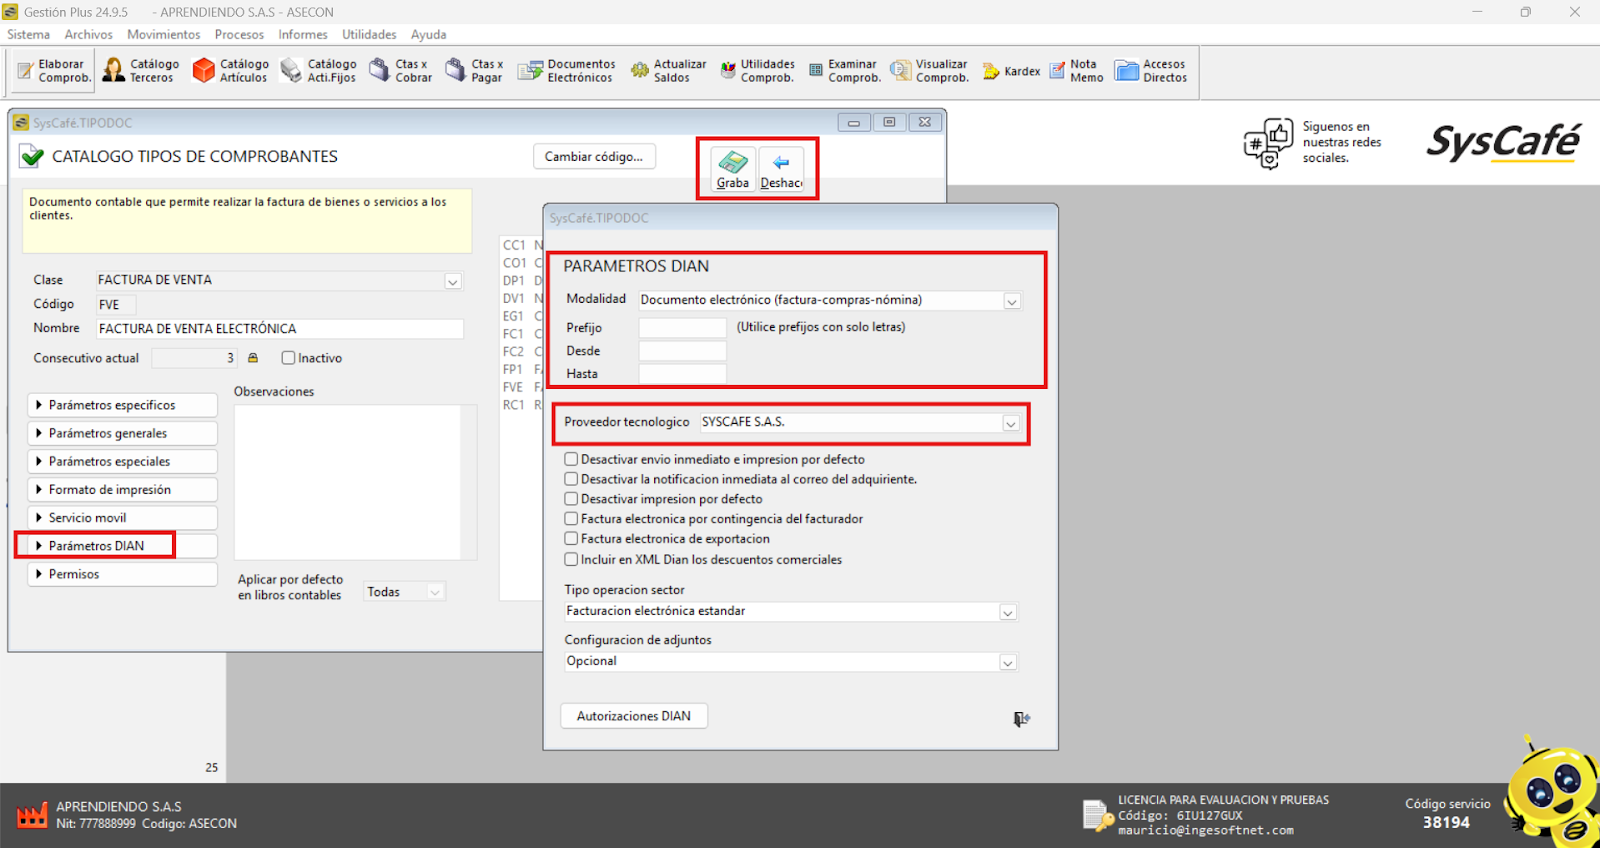 Gestión Plus 24.9.5 - APRENDIENDO S.A.S - ASECON
Sistema Archivos Movimientos Procesos Informes Utilidades Ayuda
Elaborar Comprob.
Catálogo Terceros
Catálogo Artículos
Catálogo Acti.Fijos
Ctas x Cobrar
Ctas x Pagar
Documentos Electrónicos
Actualizar Saldos
Utilidades Comprob.
Examinar Comprob.
Visualizar Comprob.
Kardex
Nota Memo
Accesos Directos
Siguenos en
nuestras redes
sociales.
SysCafé
SysCafé.TIPODOC
CATALOGO TIPOS DE COMPROBANTES
Cambiar código...
Graba
Deshac
Documento contable que permite realizar la factura de bienes o servicios a los
clientes.
Clase FACTURA DE VENTA
Código FVE
Nombre FACTURA DE VENTA ELECTRÓNICA
Consecutivo actual 3 Inactivo
Parámetros especificos
Parámetros generales
Parámetros especiales
Formato de impresión
Servicio movil
Parámetros DIAN
Permisos
Observaciones
Aplicar por defecto
en libros contables
Todas
CC1 N
CO1 C
DP1 D
DV1 N
EG1 C
FC1 C
FC2 C
FP1 F
FVE F
RC1 R
SysCafé.TIPODOC
PARAMETROS DIAN
Modalidad Documento electrónico (factura-compras-nómina)
Prefijo (Utilice prefijos con solo letras)
Desde
Hasta
Proveedor tecnologico SYSCAFE S.A.S.
Desactivar envio inmediato e impresion por defecto
Desactivar la notificacion inmediata al correo del adquiriente.
Desactivar impresion por defecto
Factura electronica por contingencia del facturador
Factura electronica de exportacion
Incluir en XML Dian los descuentos comerciales
Tipo operacion sector
Facturacion electrónica estandar
Configuracion de adjuntos
Opcional
Autorizaciones DIAN
25
APRENDIENDO S.A.S
Nit: 777888999 Codigo: ASECON
LICENCIA PARA EVALUACION Y PRUEBAS
Código: 6IU127GUX
mauricio@ingesoftnet.com
Código servicio
38194